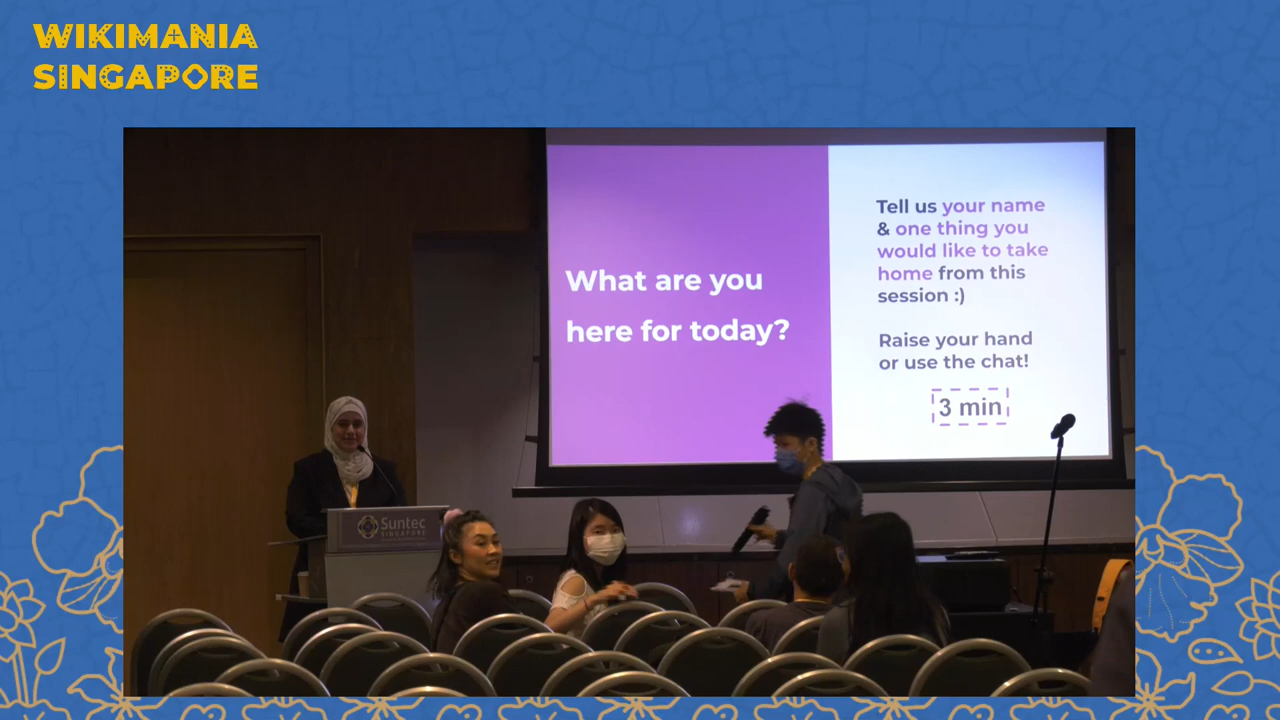 WIKIMANIA
SINGAPORE
What are you
here for today?
Tell us your name
& one thing you
would like to take
home from this
session :)
Raise your hand
or use the chat!
3 min
Suntec
SINGAPORE